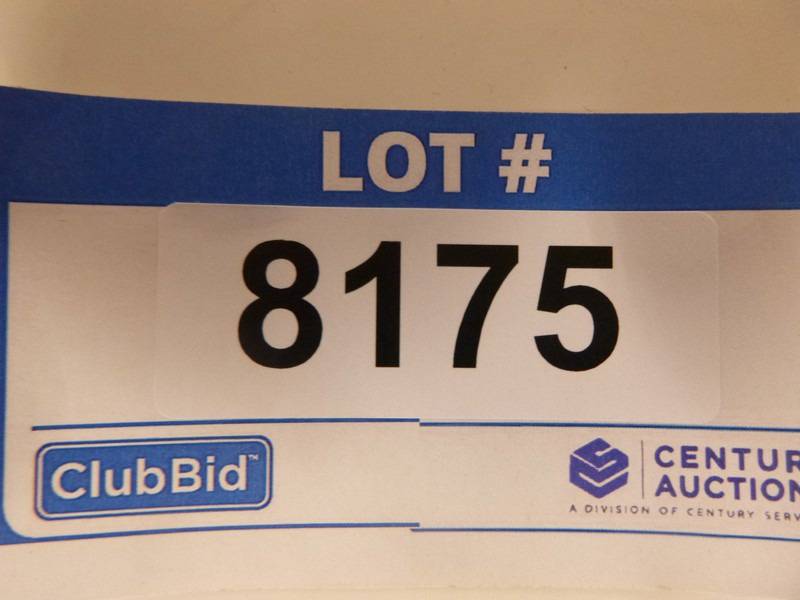 LOT #
8175
ClubBid™
CENTUR
AUCTION
A DIVISION OF CENTURY SERV